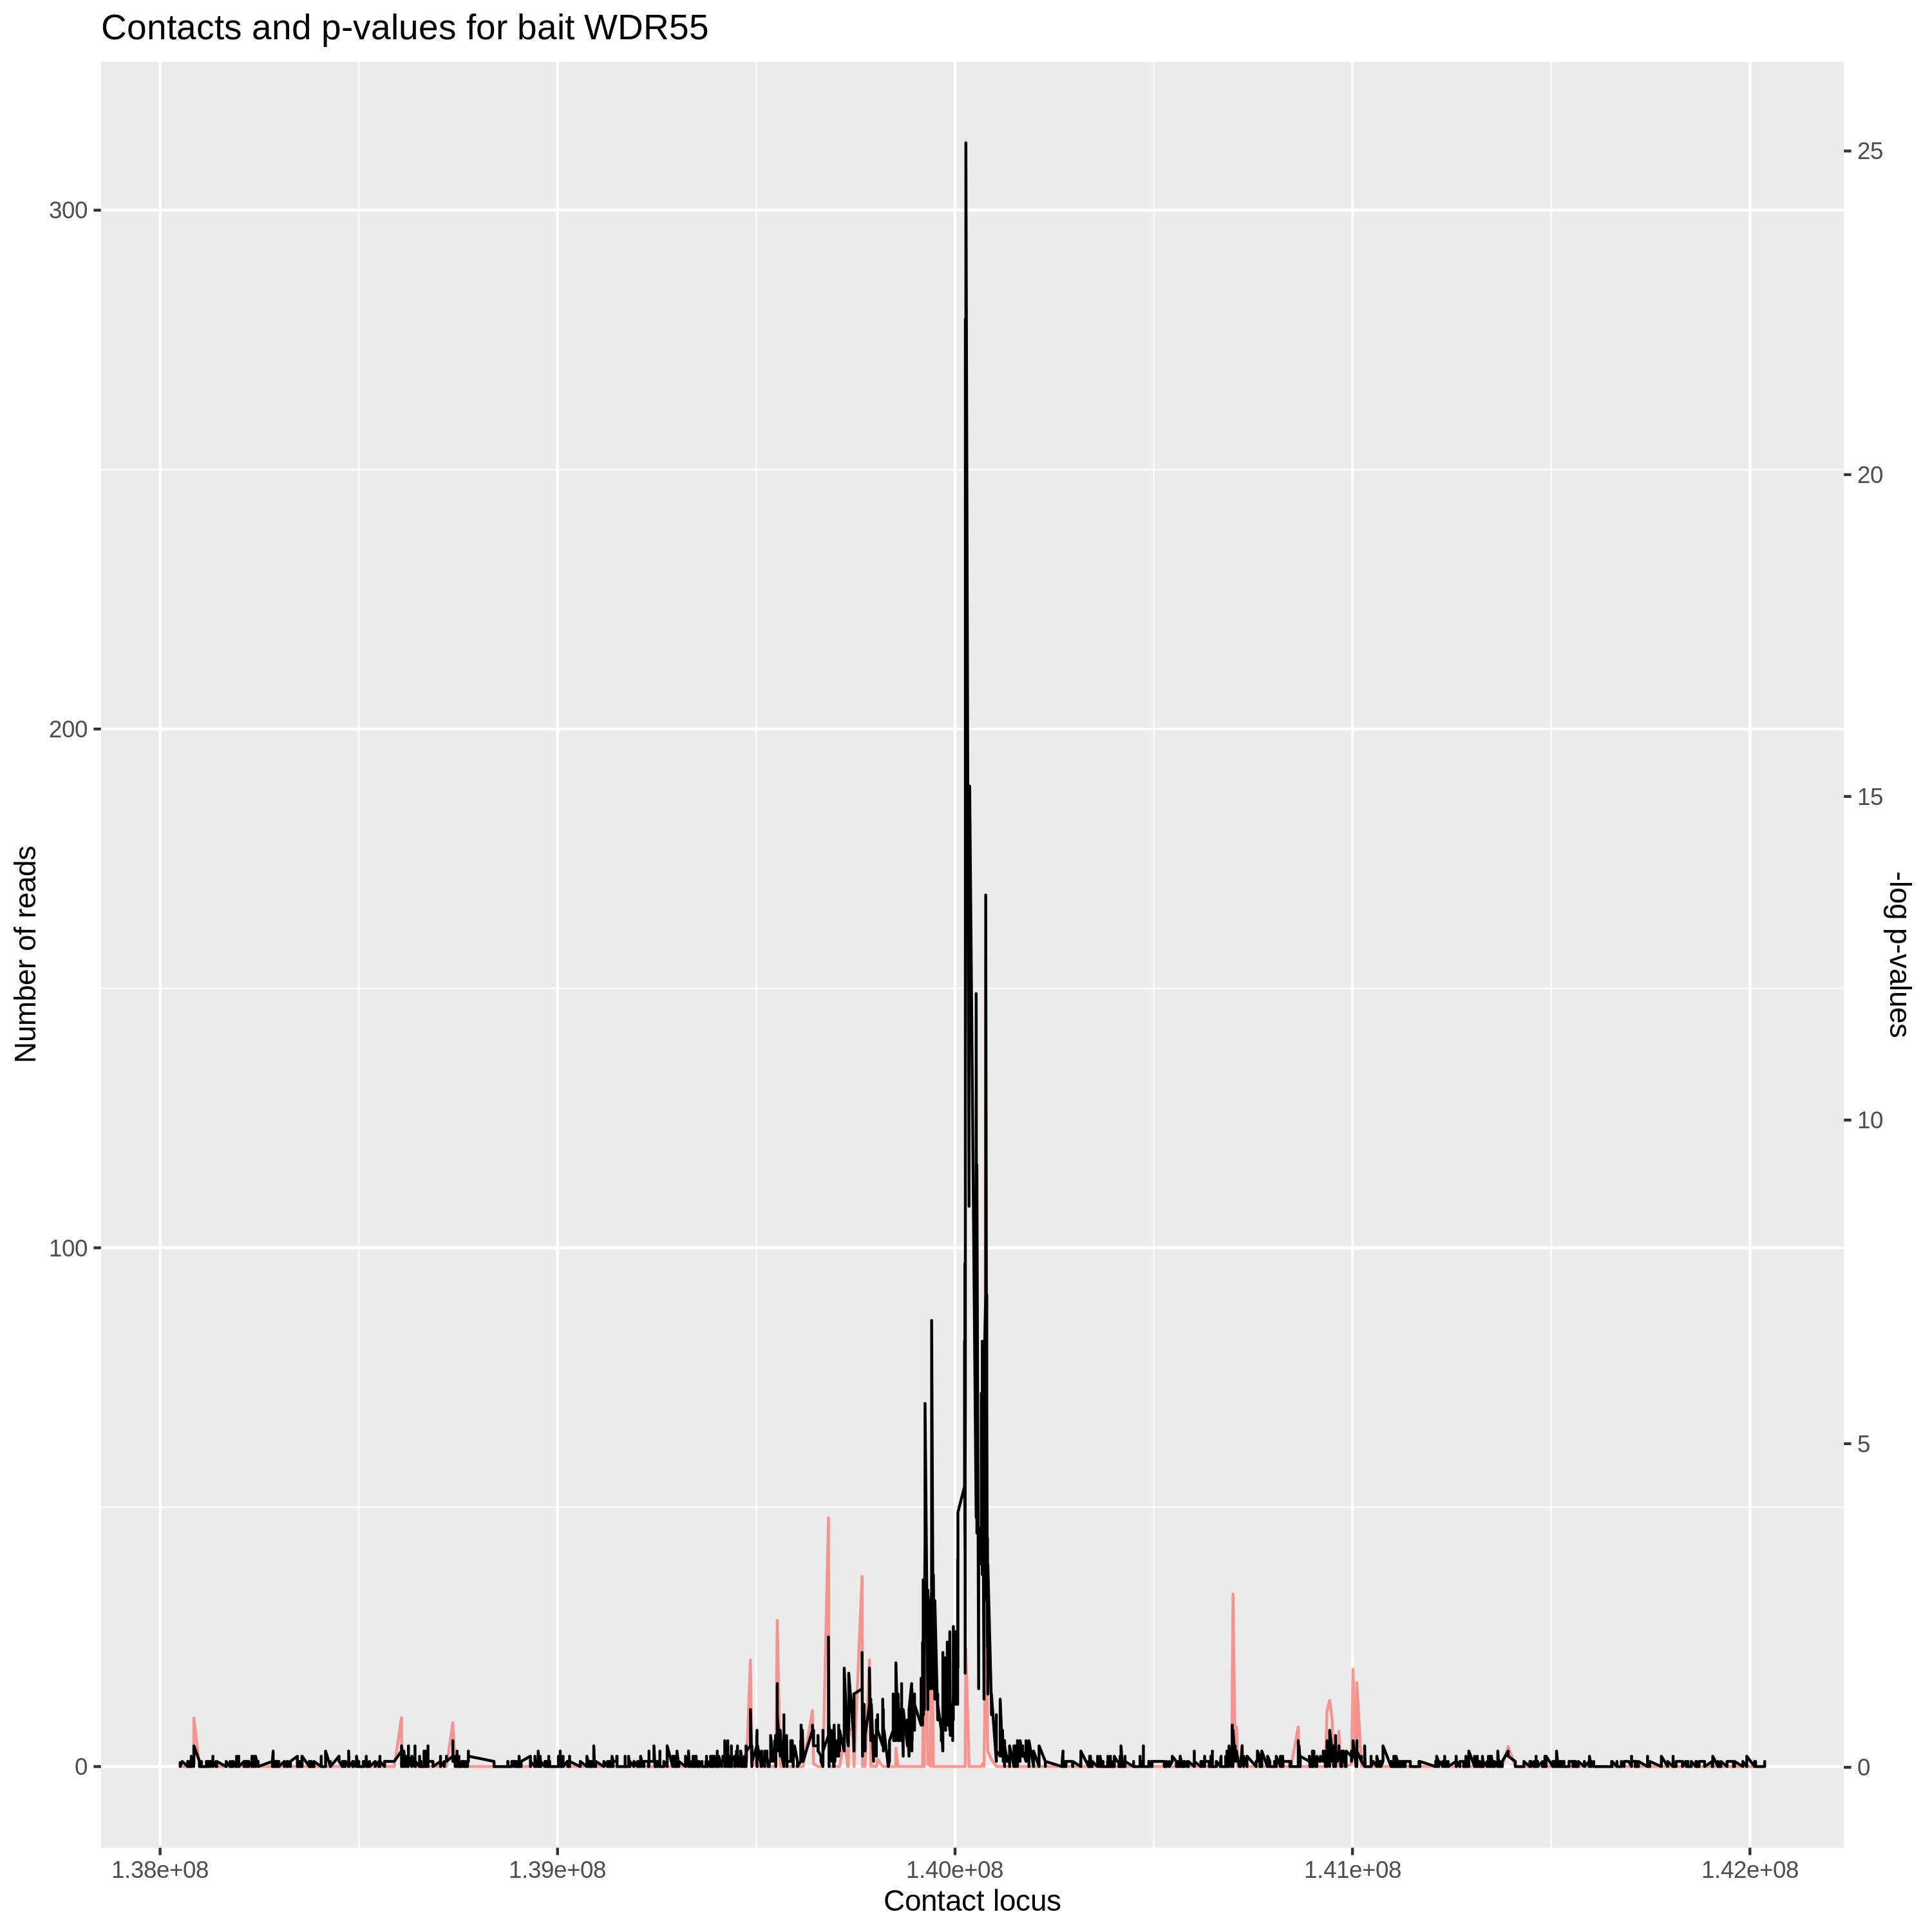 Contacts and p-values for bait WDR55
300
200
100
0
Number of reads
25
20
15
10
5
0
-log p-values
1.38e+08
1.39e+08
1.40e+08
1.41e+08
1.42e+08
Contact locus